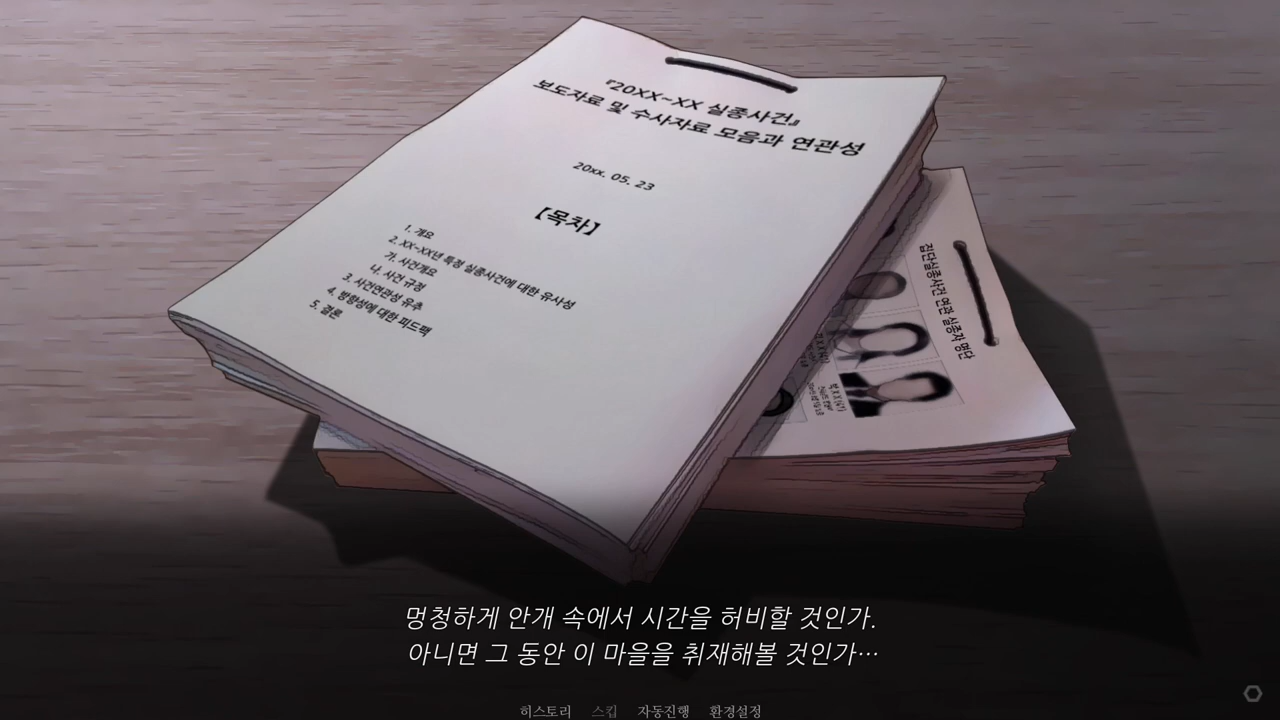 『20XX~XX 실종사건』
보도자료 및 수사자료 모음과 연관성
20xx. 05. 23
【목차】
1. 개요
2. XX~XX년 특정 실종사건에 대한 유사성
가. 사건개요
나. 사건 규정
3. 사건연관성 유추
4. 방향성에 대한 피드백
5. 결론
집단실종사건 연관 실종자 명단
멍청하게 안개 속에서 시간을 허비할 것인가.
아니면 그 동안 이 마을을 취재해볼 것인가…
히스토리 스킵 자동진행 환경설정